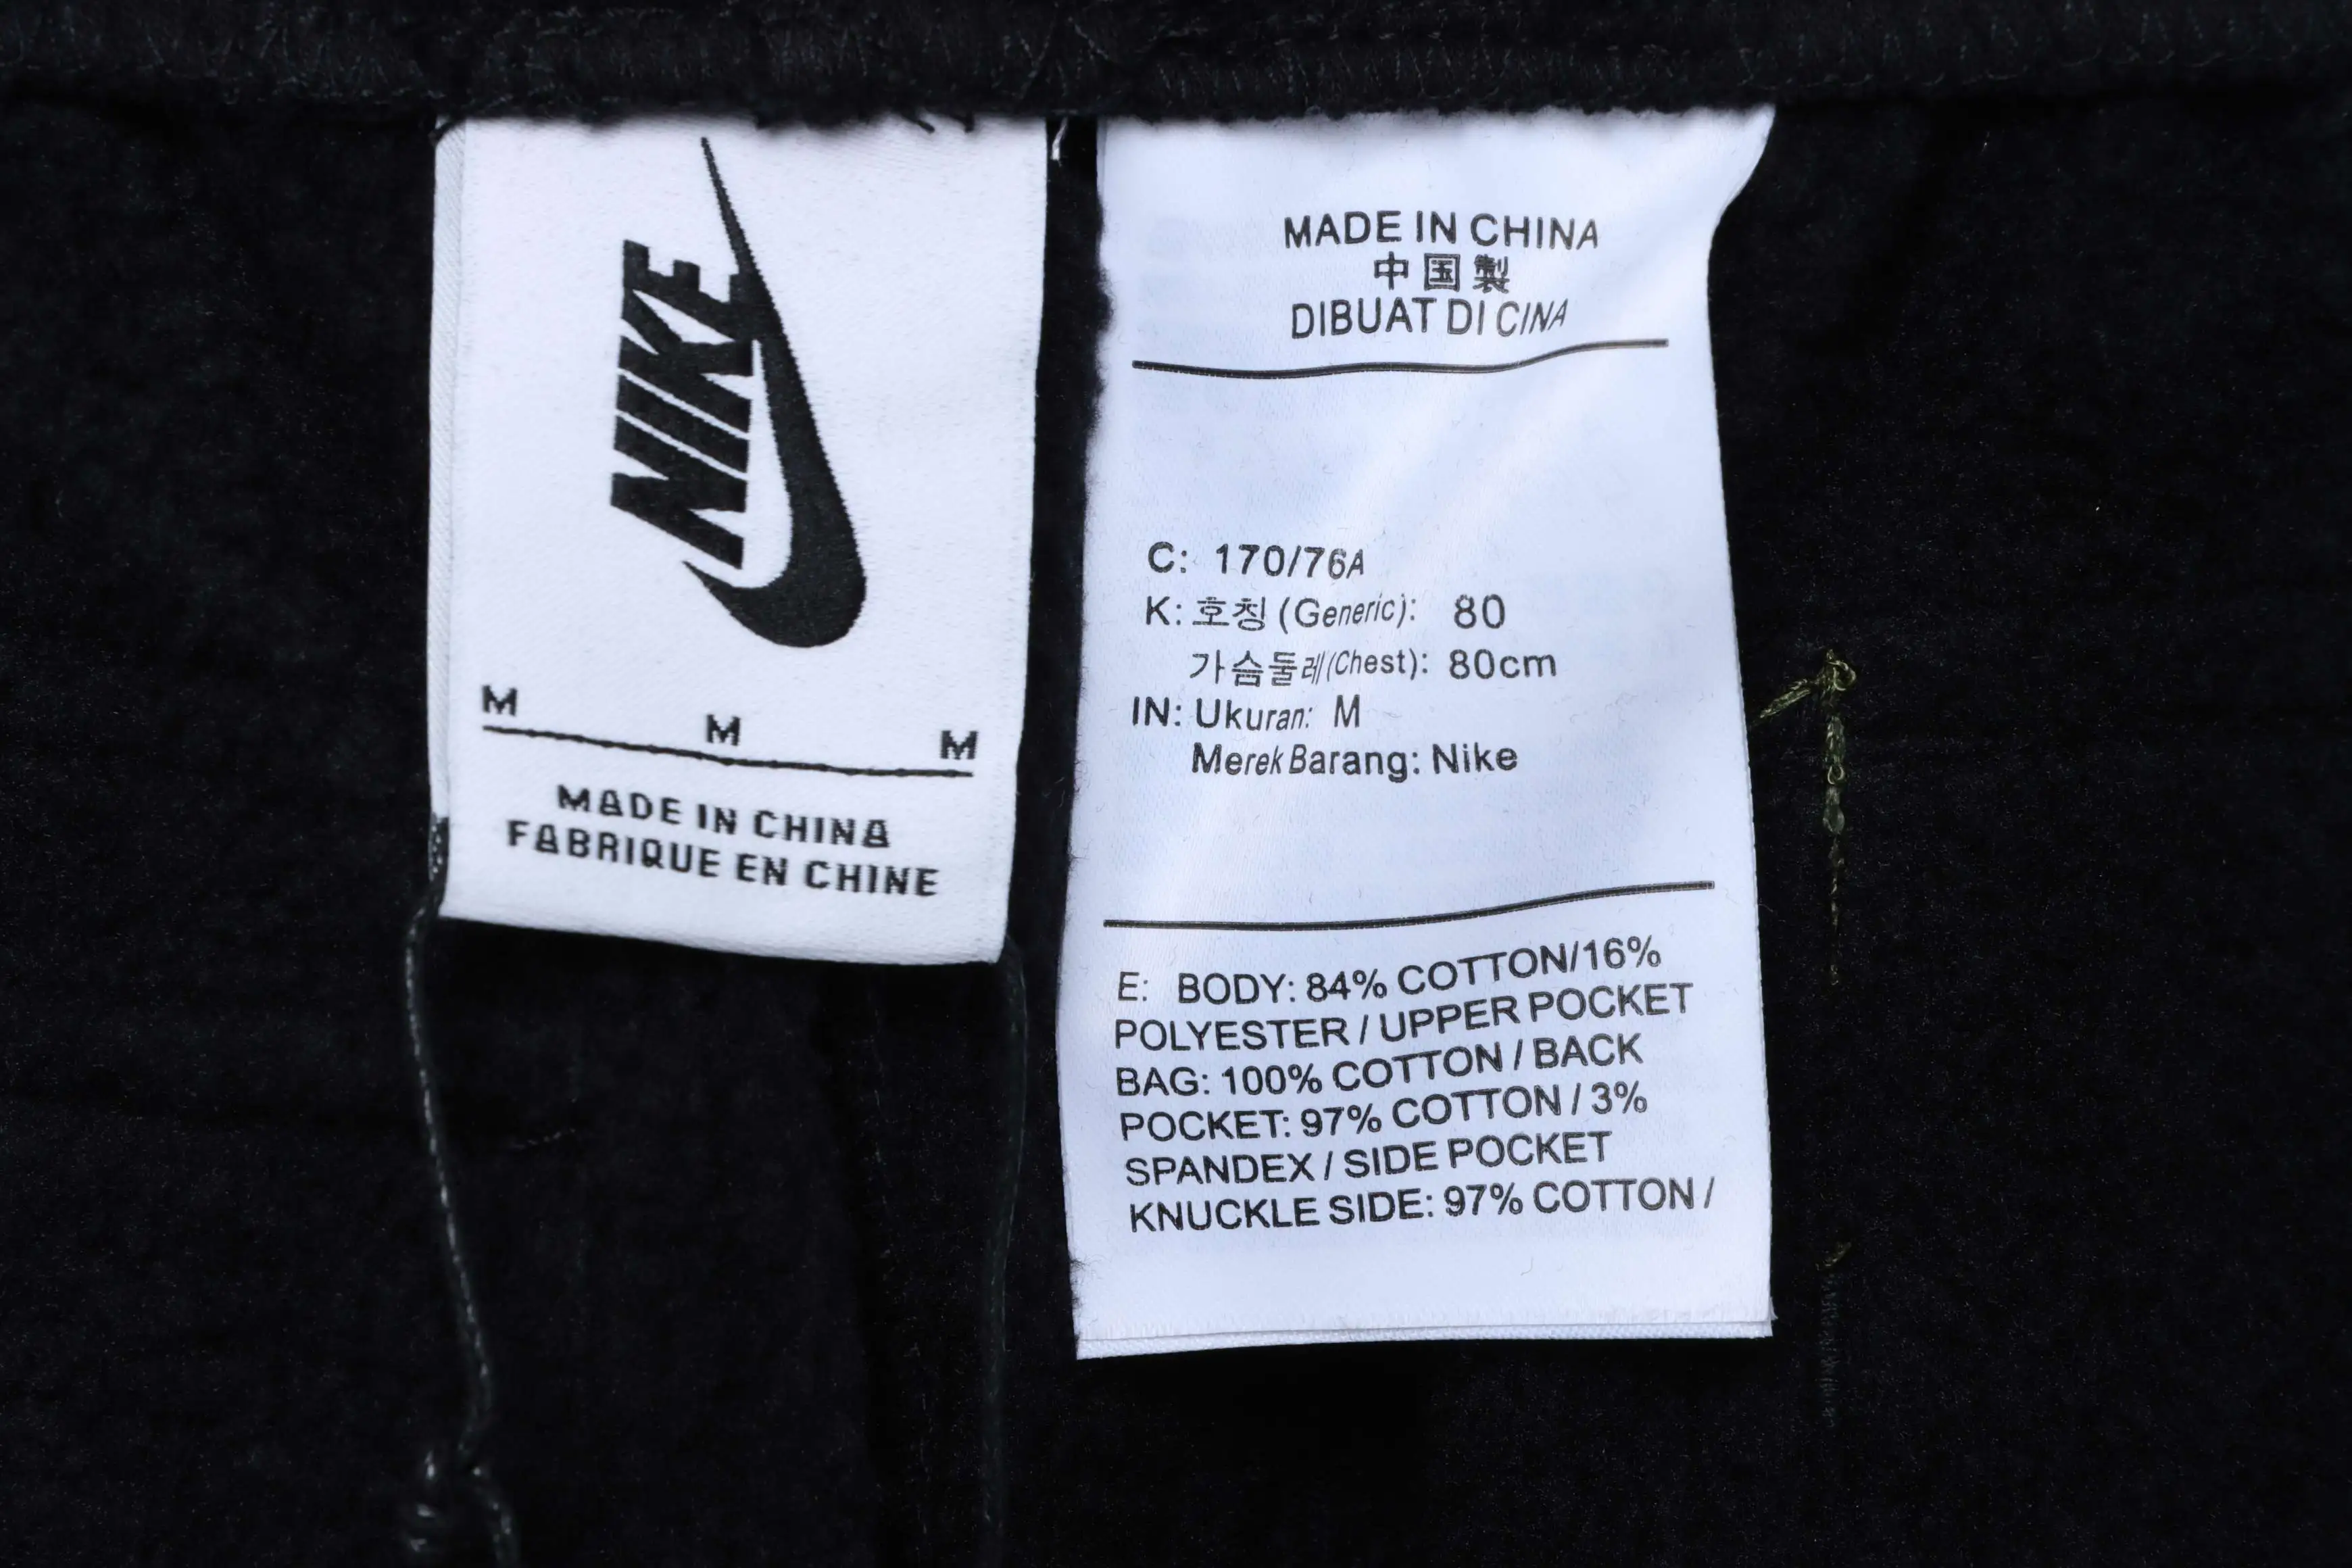 NIKE
M M M
MADE IN CHINA
FABRIQUE EN CHINE
MADE IN CHINA
中国製
DIBUAT DI CINA
C: 170/76A
K: 호칭 (Generic): 80
가슴둘레(Chest): 80cm
IN: Ukuran: M
Merek Barang: Nike
E: BODY: 84% COTTON/16%
POLYESTER / UPPER POCKET
BAG: 100% COTTON / BACK
POCKET: 97% COTTON / 3%
SPANDEX / SIDE POCKET
KNUCKLE SIDE: 97% COTTON /